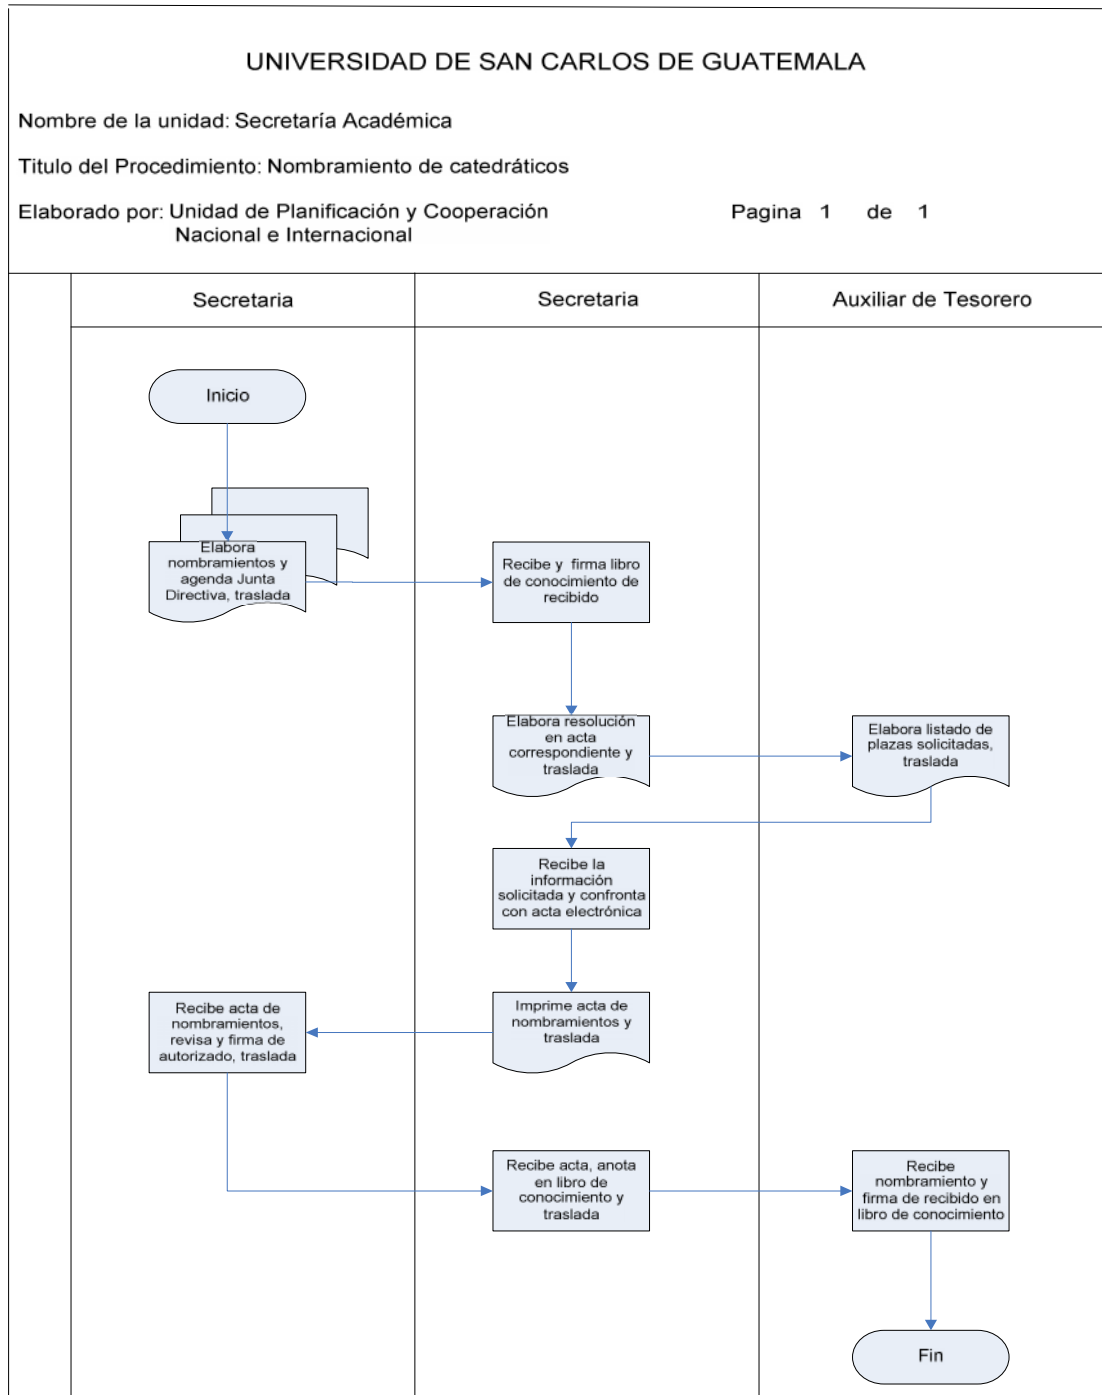 UNIVERSIDAD DE SAN CARLOS DE GUATEMALA
Nombre de la unidad: Secretaría Académica
Titulo del Procedimiento: Nombramiento de catedráticos
Elaborado por: Unidad de Planificación y Cooperación
Nacional e Internacional
Pagina 1 de 1
Secretaria
Secretaria
Auxiliar de Tesorero
Inicio
Elabora
nombramientos y
agenda Junta
Directiva, traslada
Recibe y firma libro
de conocimiento de
recibido
Elabora resolución
en acta
correspondiente y
traslada
Elabora listado de
plazas solicitadas,
traslada
Recibe la
información
solicitada y confronta
con acta electrónica
Imprime acta de
nombramientos y
traslada
Recibe acta de
nombramientos,
revisa y firma de
autorizado, traslada
Recibe acta, anota
en libro de
conocimiento y
traslada
Recibe
nombramiento y
firma de recibido en
libro de conocimiento
Fin